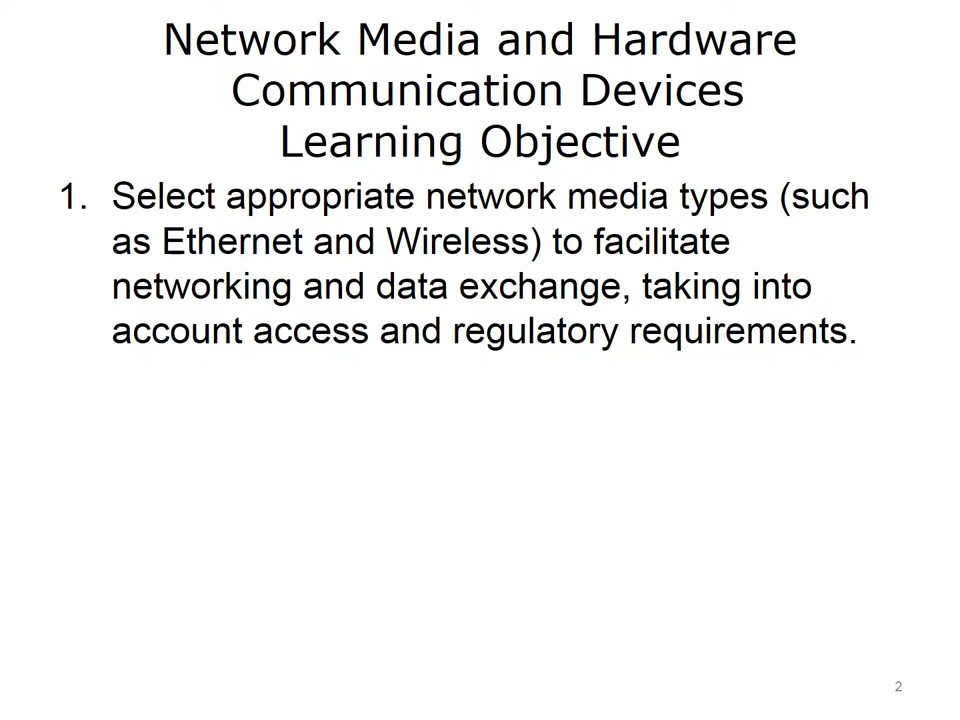 Network Media and Hardware
Communication Devices
Learning Objective
1. Select appropriate network media types (such
as Ethernet and Wireless) to facilitate
networking and data exchange, taking into
account access and regulatory requirements.
2